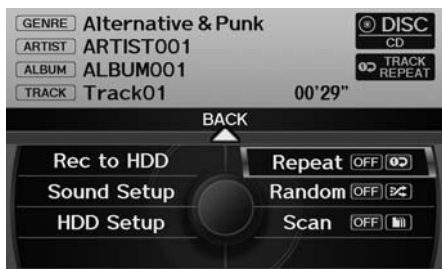 GENRE Alternative & Punk DISC
ARTIST ARTIST001 CD
ALBUM ALBUM001 TRACK REPEAT
TRACK Track01 00'29"
BACK
Rec to HDD Repeat OFF
Sound Setup Random OFF
HDD Setup Scan OFF